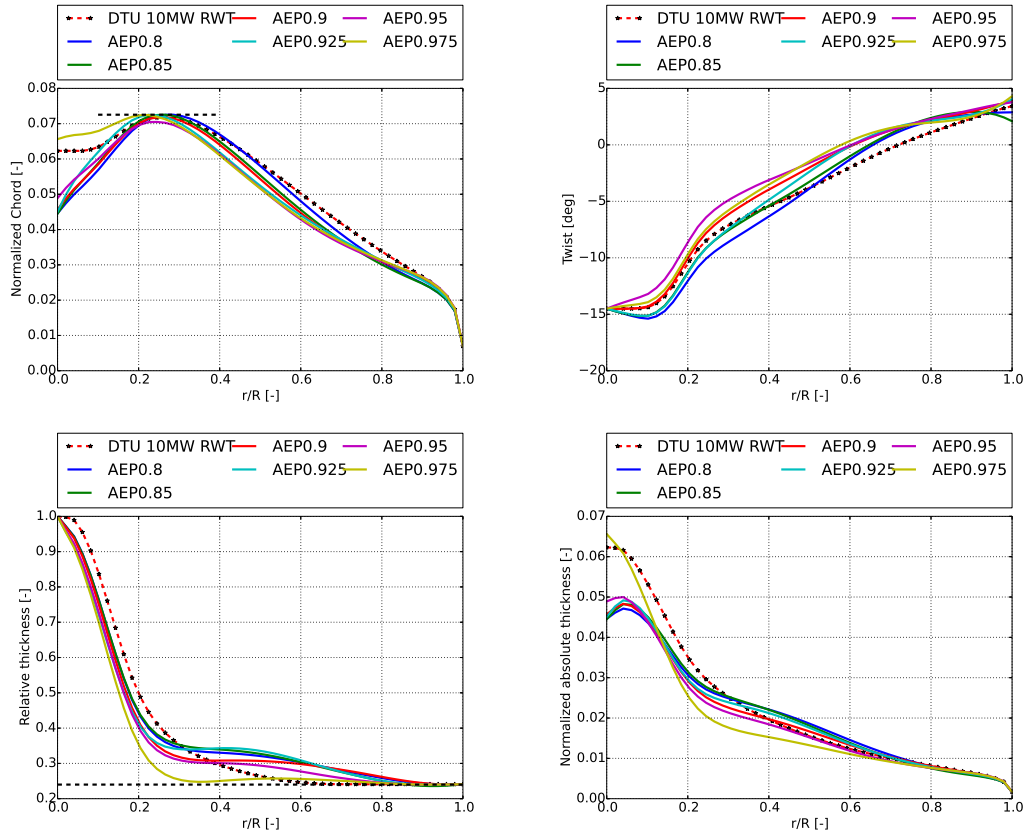 DTU 10MW RWT AEP0.9 AEP0.95
AEP0.8 AEP0.925 AEP0.975
AEP0.85
0.08
0.07
0.06
0.05
0.04
0.03
0.02
0.01
0.00
Normalized Chord [-]
0.0 0.2 0.4 0.6 0.8 1.0
r/R [-]
DTU 10MW RWT AEP0.9 AEP0.95
AEP0.8 AEP0.925 AEP0.975
AEP0.85
5
0
−5
−10
−15
−20
Twist [deg]
0.0 0.2 0.4 0.6 0.8 1.0
r/R [-]
DTU 10MW RWT AEP0.9 AEP0.95
AEP0.8 AEP0.925 AEP0.975
AEP0.85
1.0
0.9
0.8
0.7
0.6
0.5
0.4
0.3
0.2
Relative thickness [-]
0.0 0.2 0.4 0.6 0.8 1.0
r/R [-]
DTU 10MW RWT AEP0.9 AEP0.95
AEP0.8 AEP0.925 AEP0.975
AEP0.85
0.07
0.06
0.05
0.04
0.03
0.02
0.01
0.00
Normalized absolute thickness [-]
0.0 0.2 0.4 0.6 0.8 1.0
r/R [-]